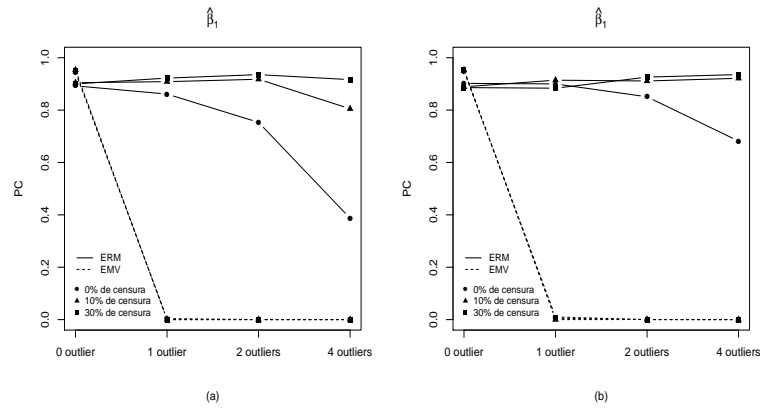 β̂₁
PC
1.0
0.8
0.6
0.4
0.2
0.0
ERM
EMV
0% de censura
10% de censura
30% de censura
0 outlier 1 outlier 2 outliers 4 outliers
(a)
β̂₁
PC
1.0
0.8
0.6
0.4
0.2
0.0
ERM
EMV
0% de censura
10% de censura
30% de censura
0 outlier 1 outlier 2 outliers 4 outliers
(b)